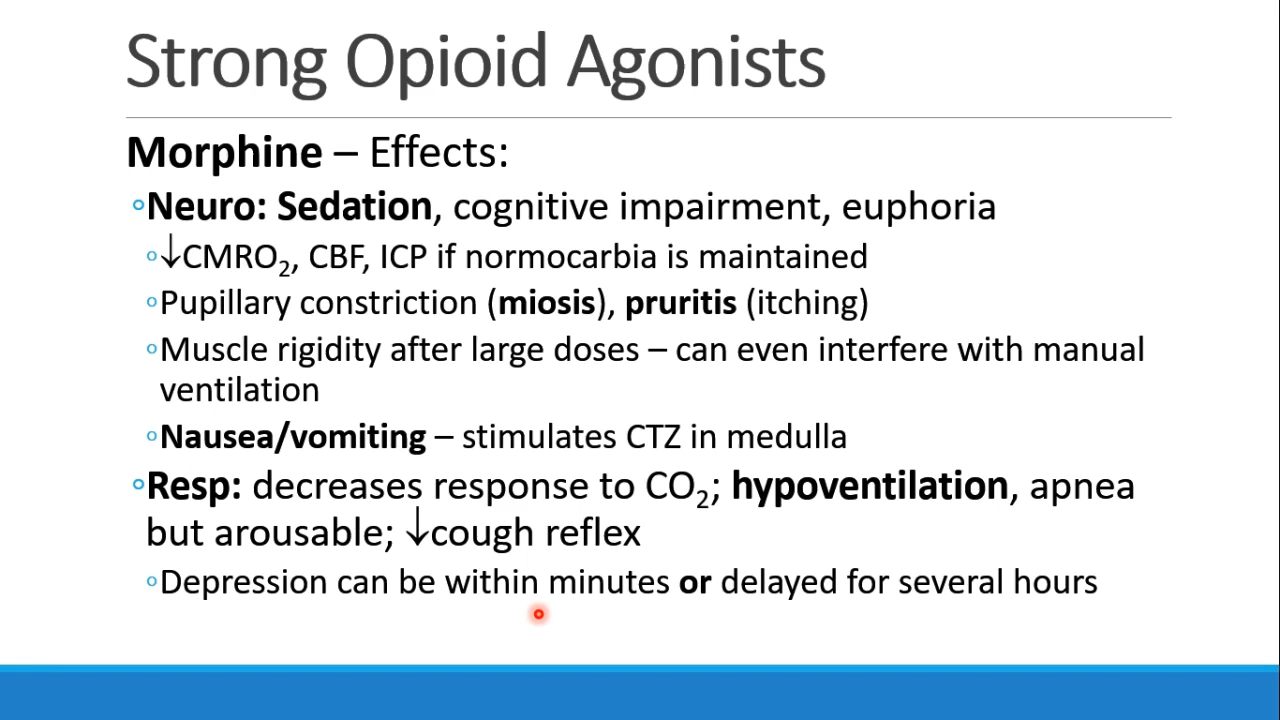 Strong Opioid Agonists
Morphine – Effects:
◦Neuro: Sedation, cognitive impairment, euphoria
◦↓CMRO₂, CBF, ICP if normocarbia is maintained
◦Pupillary constriction (miosis), pruritis (itching)
◦Muscle rigidity after large doses – can even interfere with manual
ventilation
◦Nausea/vomiting – stimulates CTZ in medulla
◦Resp: decreases response to CO₂; hypoventilation, apnea
but arousable; ↓cough reflex
◦Depression can be within minutes or delayed for several hours